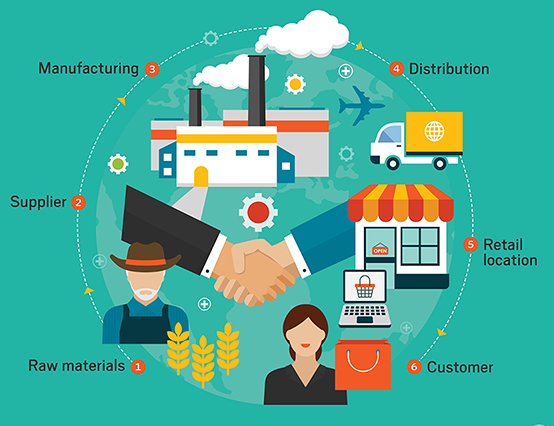 Manufacturing 3
4 Distribution
Supplier 2
5 Retail
location
OPEN
Raw materials 1
6 Customer